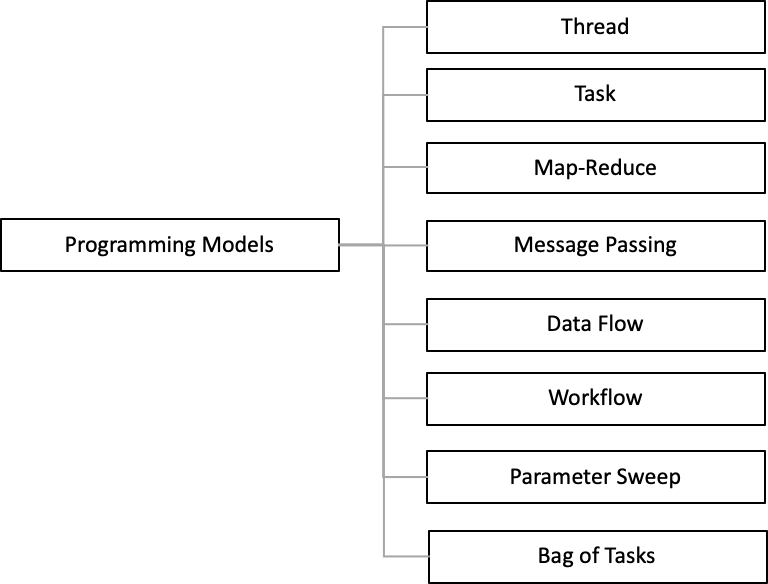 Thread
Task
Map-Reduce
Programming Models
Message Passing
Data Flow
Workflow
Parameter Sweep
Bag of Tasks